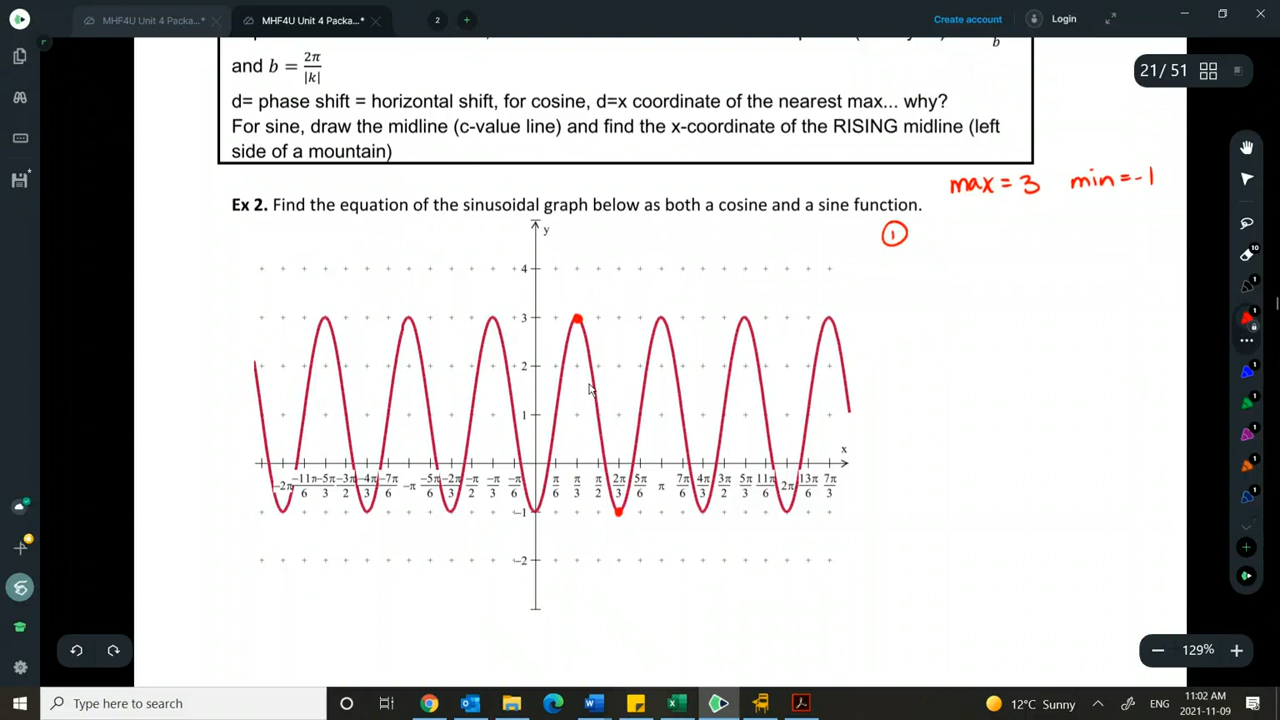 MHF4U Unit 4 Packa...*
MHF4U Unit 4 Packa...*
2
Create account
Login
b
21 / 51
and b = 2π/|k|
d= phase shift = horizontal shift, for cosine, d=x coordinate of the nearest max... why?
For sine, draw the midline (c-value line) and find the x-coordinate of the RISING midline (left
side of a mountain)
max = 3 min = -1
Ex 2. Find the equation of the sinusoidal graph below as both a cosine and a sine function.
1
y
4
3
2
1
x
-2π -11π/6 -5π/3 -3π/2 -4π/3 -7π/6 -π -5π/6 -2π/3 -π/2 -π/3 -π/6 π/6 π/3 π/2 2π/3 5π/6 π 7π/6 4π/3 3π/2 5π/3 11π/6 2π 13π/6 7π/3
-1
-2
129%
Type here to search
12°C Sunny
ENG
11:02 AM
2021-11-09